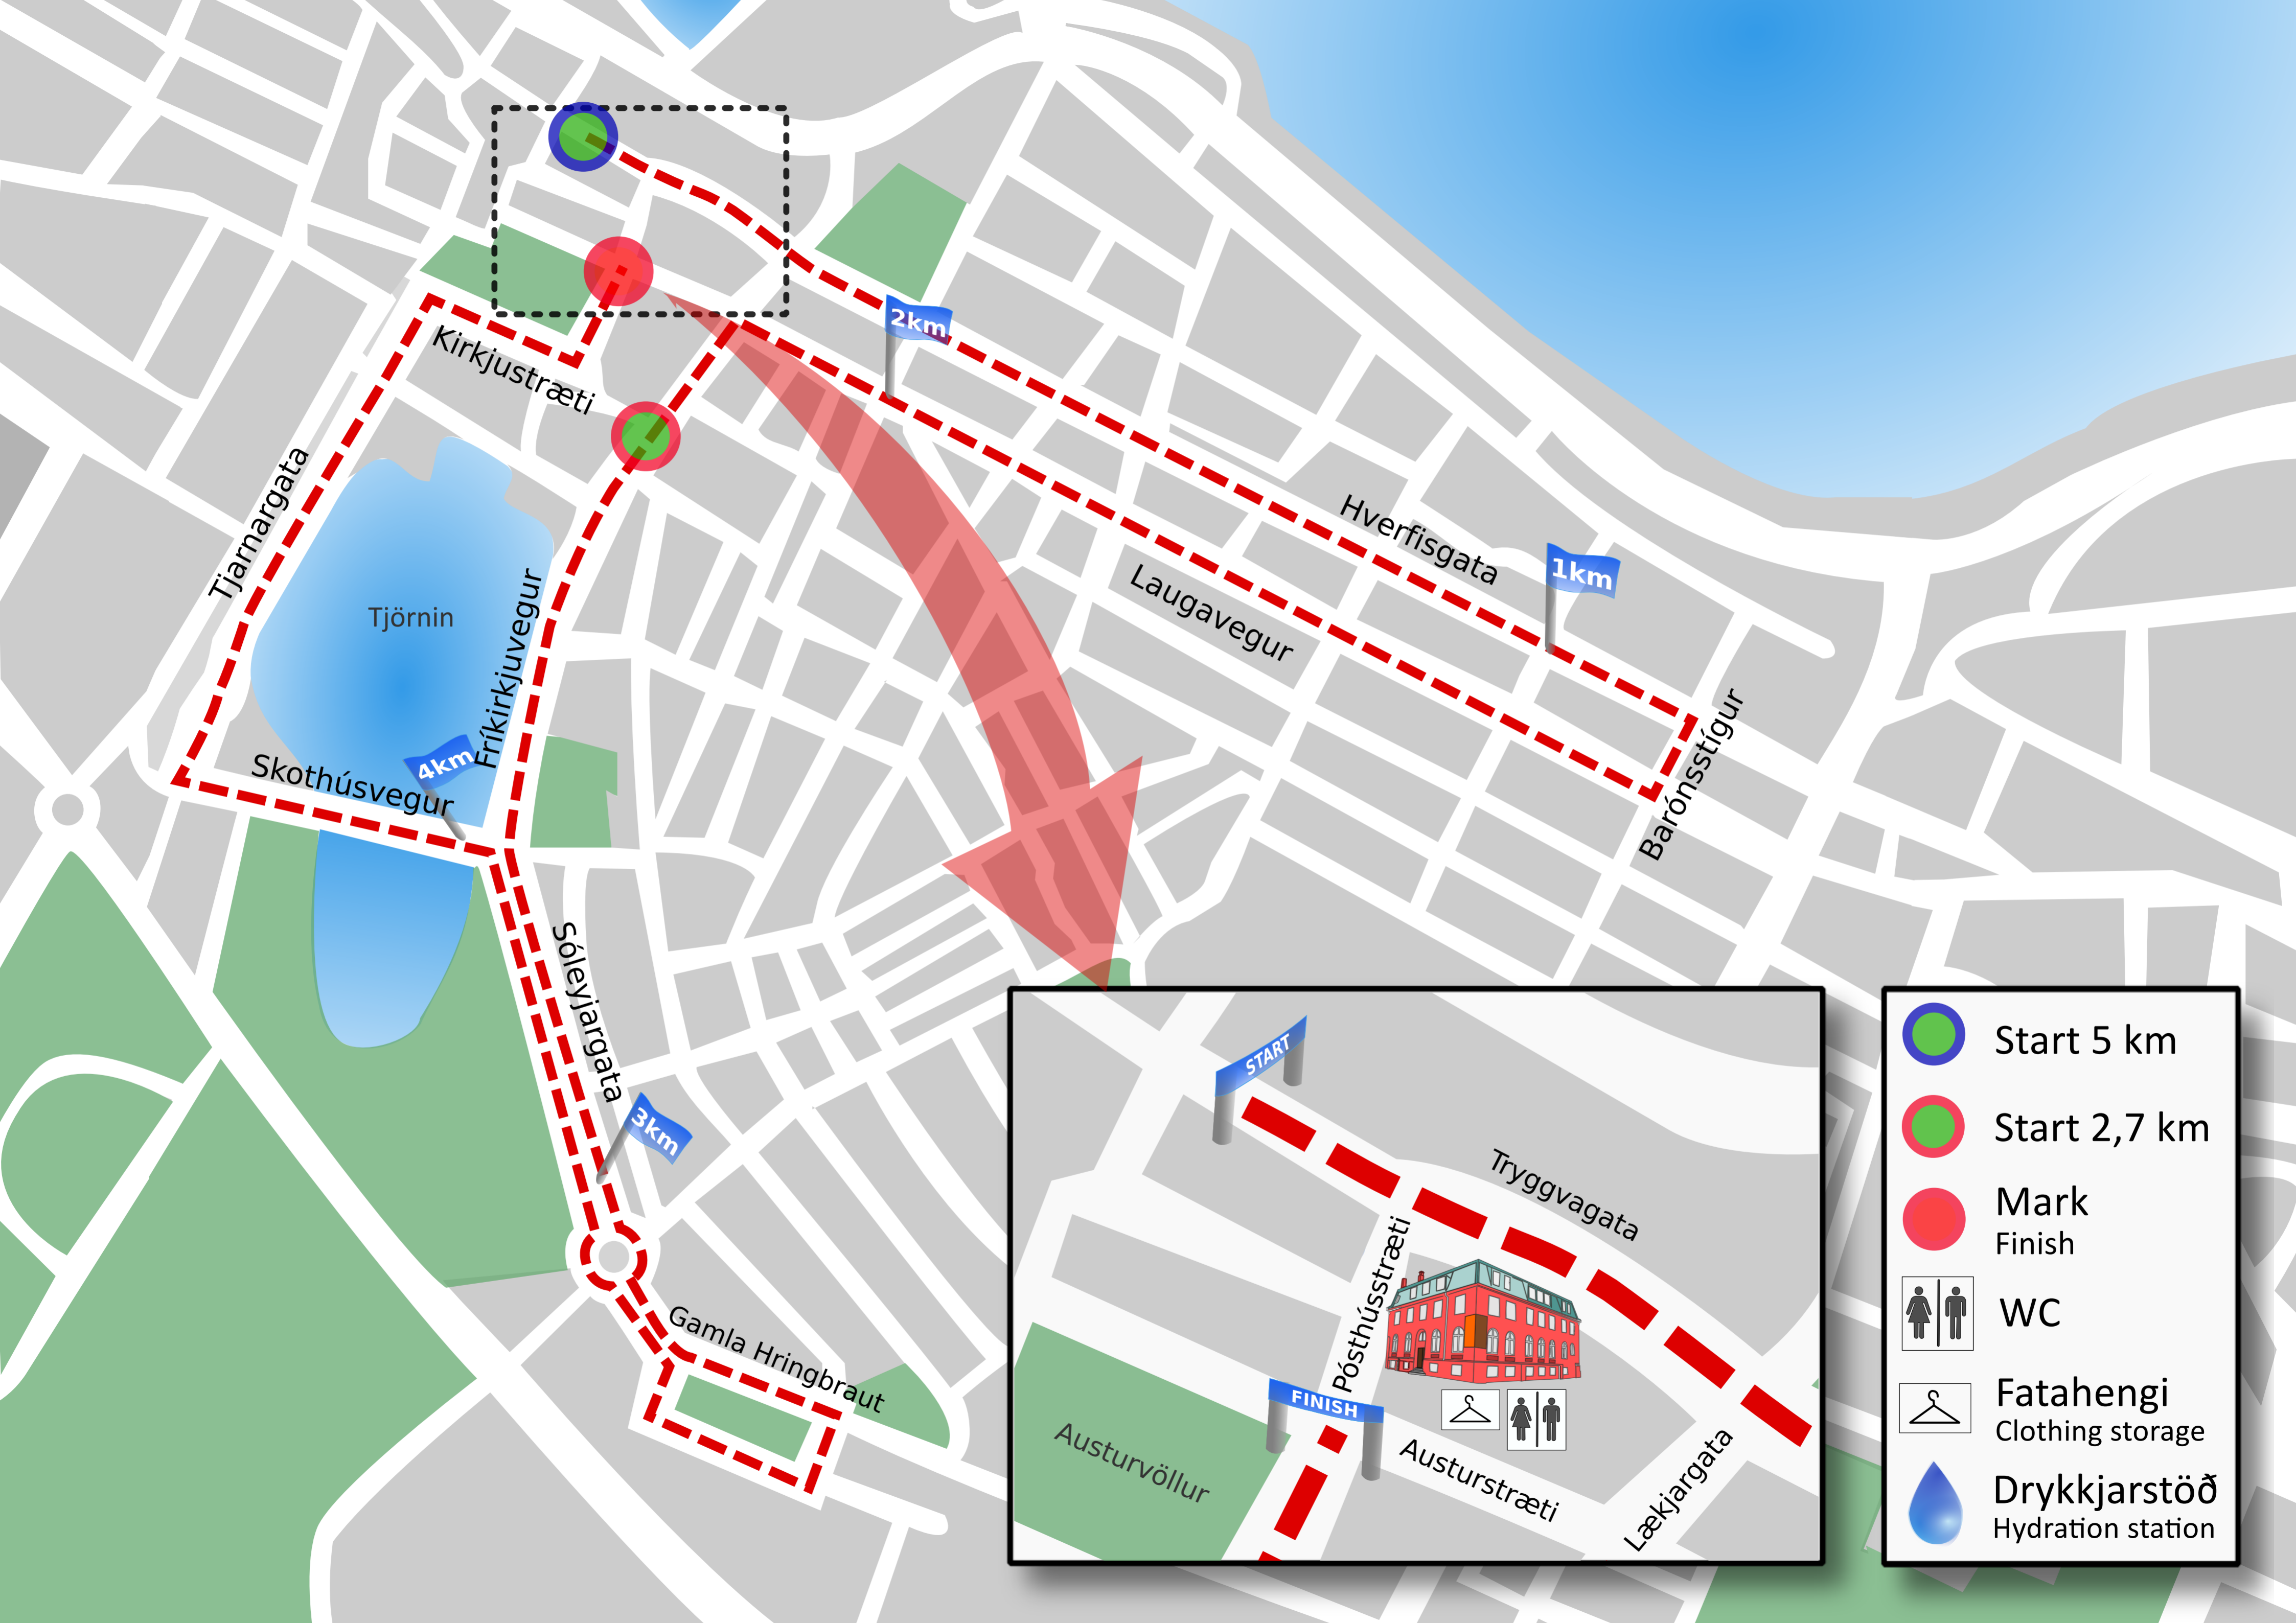 2km
Kirkjustræti
Tjarnargata
Hverfisgata
1km
Laugavegur
Tjörnin
Fríkirkjuvegur
Barónsstígur
4km
Skothúsvegur
Sóleyjargata
3km
Gamla Hringbraut
START
Tryggvagata
Pósthússtræti
FINISH
Austurvöllur
Austurstræti
Lækjargata
Start 5 km
Start 2,7 km
Mark
Finish
WC
Fatahengi
Clothing storage
Drykkjarstöð
Hydration station